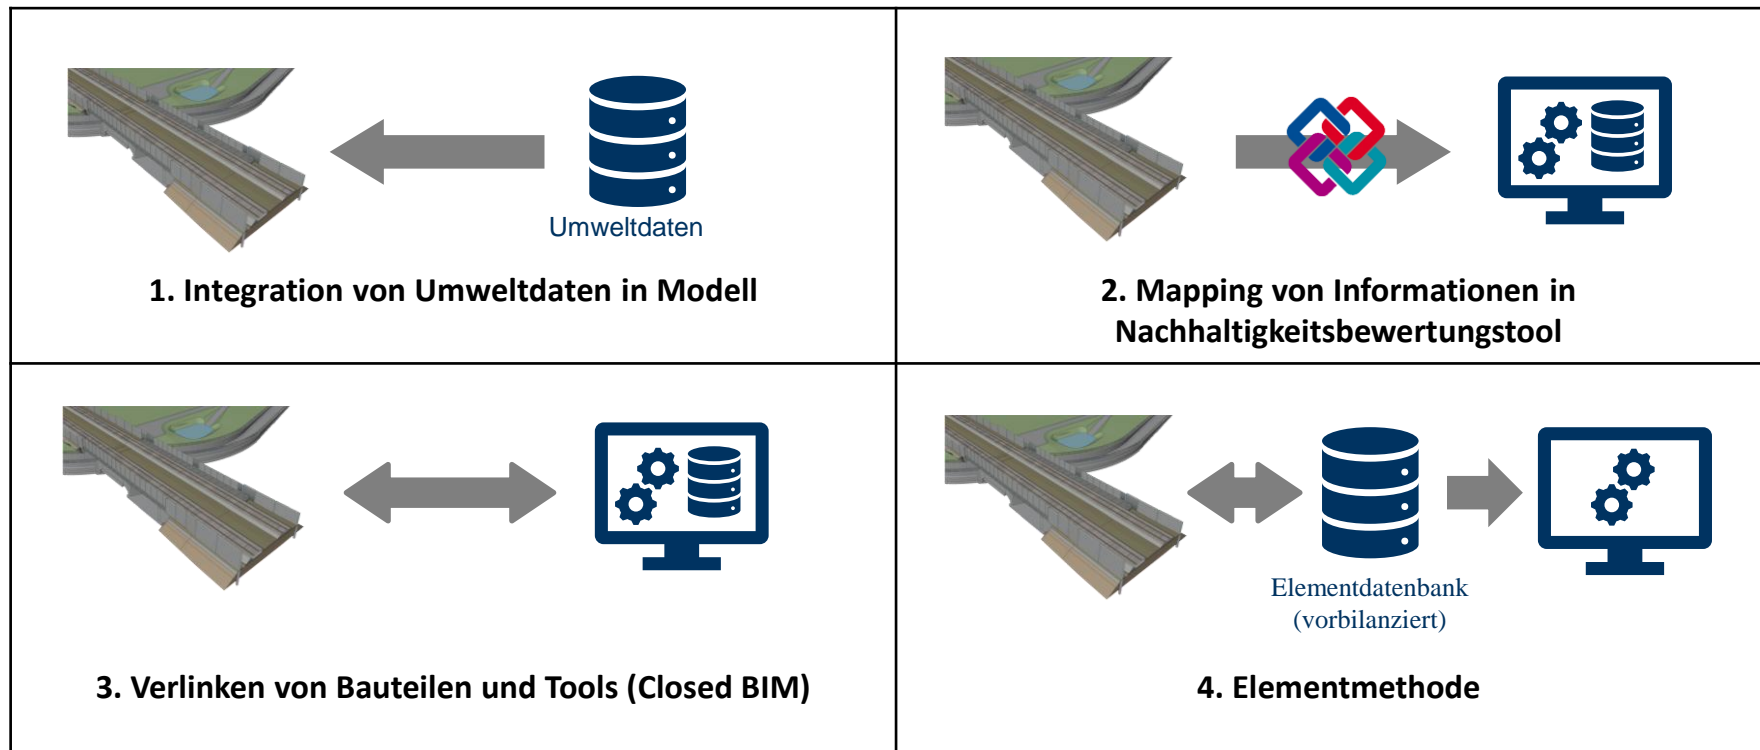 Umweltdaten
1. Integration von Umweltdaten in Modell
2. Mapping von Informationen in
Nachhaltigkeitsbewertungstool
3. Verlinken von Bauteilen und Tools (Closed BIM)
Elementdatenbank
(vorbilanziert)
4. Elementmethode